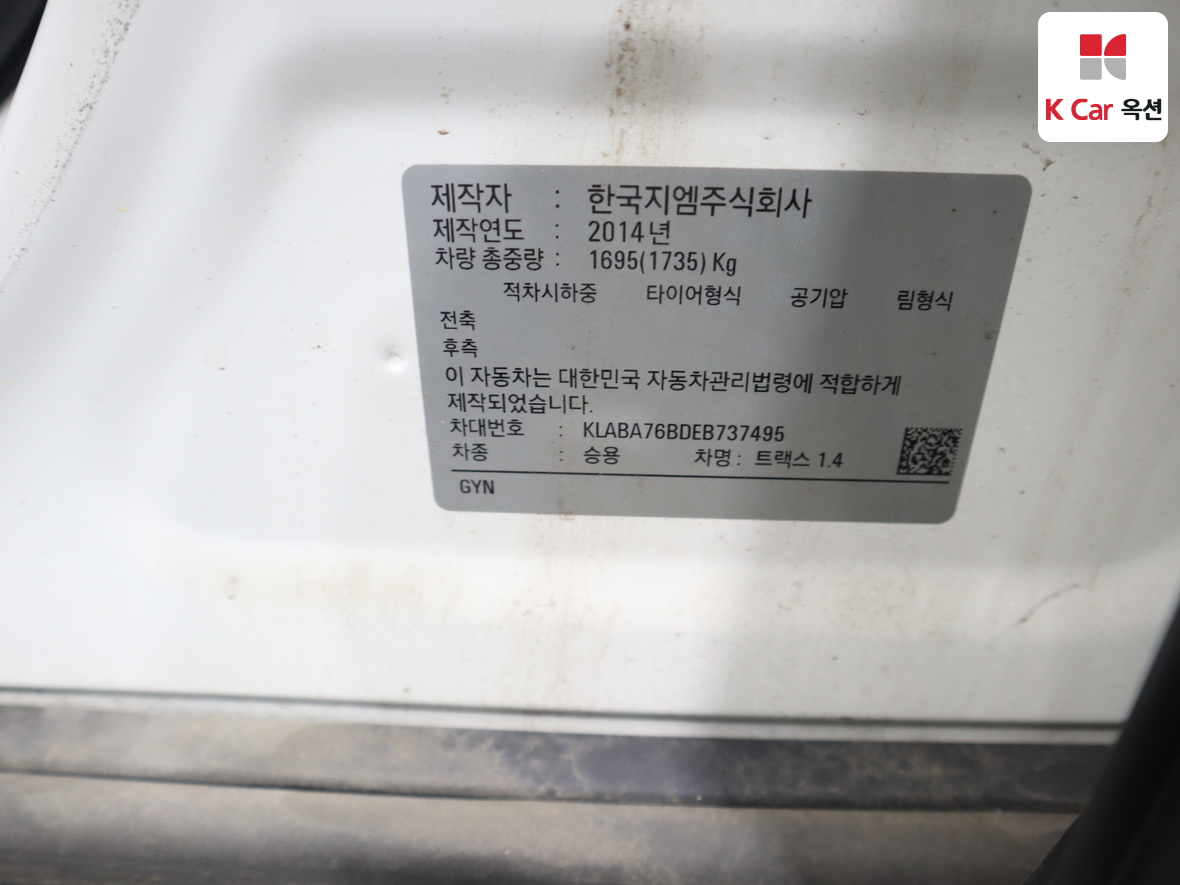 K Car 옥션
제작자 : 한국지엠주식회사
제작연도 : 2014년
차량 총중량 : 1695(1735) Kg
적차시하중 타이어형식 공기압 림형식
전축
후측
이 자동차는 대한민국 자동차관리법령에 적합하게
제작되었습니다.
차대번호 : KLABA76BDEB737495
차종 : 승용 차명 : 트랙스 1.4
GYN